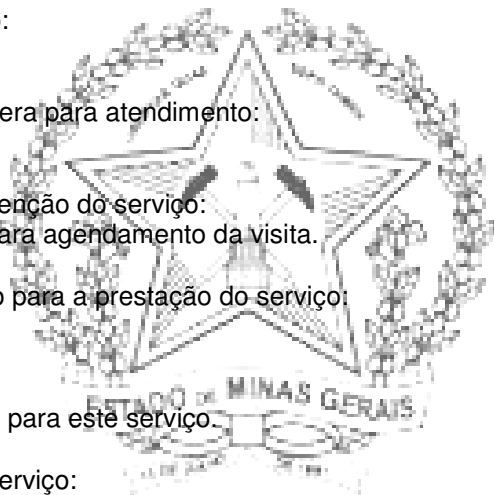 o:
era para atendimento:
enção do serviço:
ara agendamento da visita.
o para a prestação do serviço:
ESTADO DE MINAS GERAIS
para este serviço.
erviço: